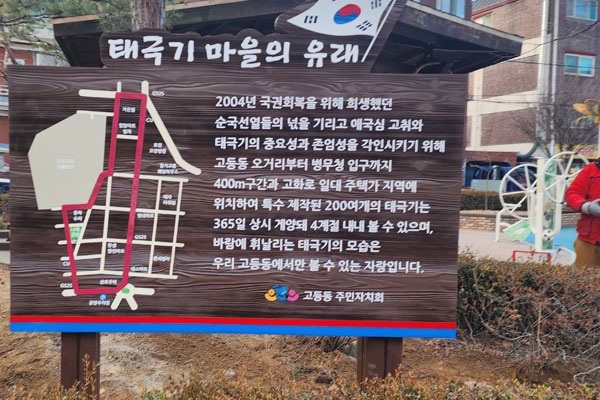 태극기 마을의 유래
2004년 국권회복을 위해 희생했던
순국선열들의 넋을 기리고 애국심 고취와
태극기의 중요성과 존엄성을 각인시키기 위해
고등동 오거리부터 병무청 입구까지
400m구간과 고화로 일대 주택가 지역에
위치하여 특수 제작된 200여개의 태극기는
365일 상시 게양돼 4계절 내내 볼 수 있으며,
바람에 휘날리는 태극기의 모습은
우리 고등동에서만 볼 수 있는 자랑입니다.
고등동 주민자치회
GS25
CU
CU
GS25
GS25